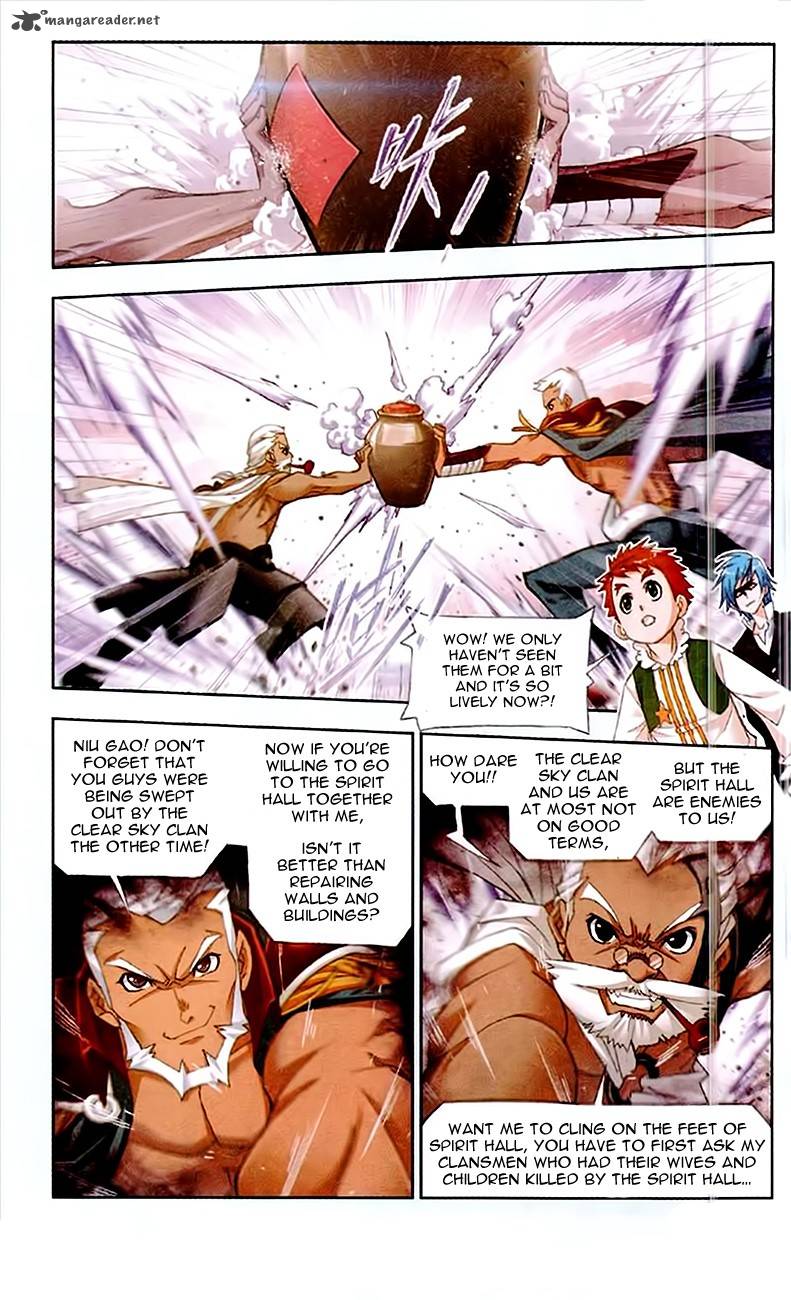 mangareader.net
咔
WOW! WE ONLY
HAVEN'T SEEN
THEM FOR A BIT
AND IT'S SO
LIVELY NOW?!
NIU GAO! DON'T
FORGET THAT
YOU GUYS WERE
BEING SWEPT
OUT BY THE
CLEAR SKY CLAN
THE OTHER TIME!
NOW IF YOU'RE
WILLING TO GO
TO THE SPIRIT
HALL TOGETHER
WITH ME,
ISN'T IT
BETTER THAN
REPAIRING
WALLS AND
BUILDINGS?
HOW DARE
YOU!!
THE CLEAR
SKY CLAN
AND US ARE
AT MOST NOT
ON GOOD
TERMS,
BUT THE
SPIRIT HALL
ARE ENEMIES
TO US!
WANT ME TO CLING ON THE FEET OF
SPIRIT HALL, YOU HAVE TO FIRST ASK MY
CLANSMEN WHO HAD THEIR WIVES AND
CHILDREN KILLED BY THE SPIRIT HALL...